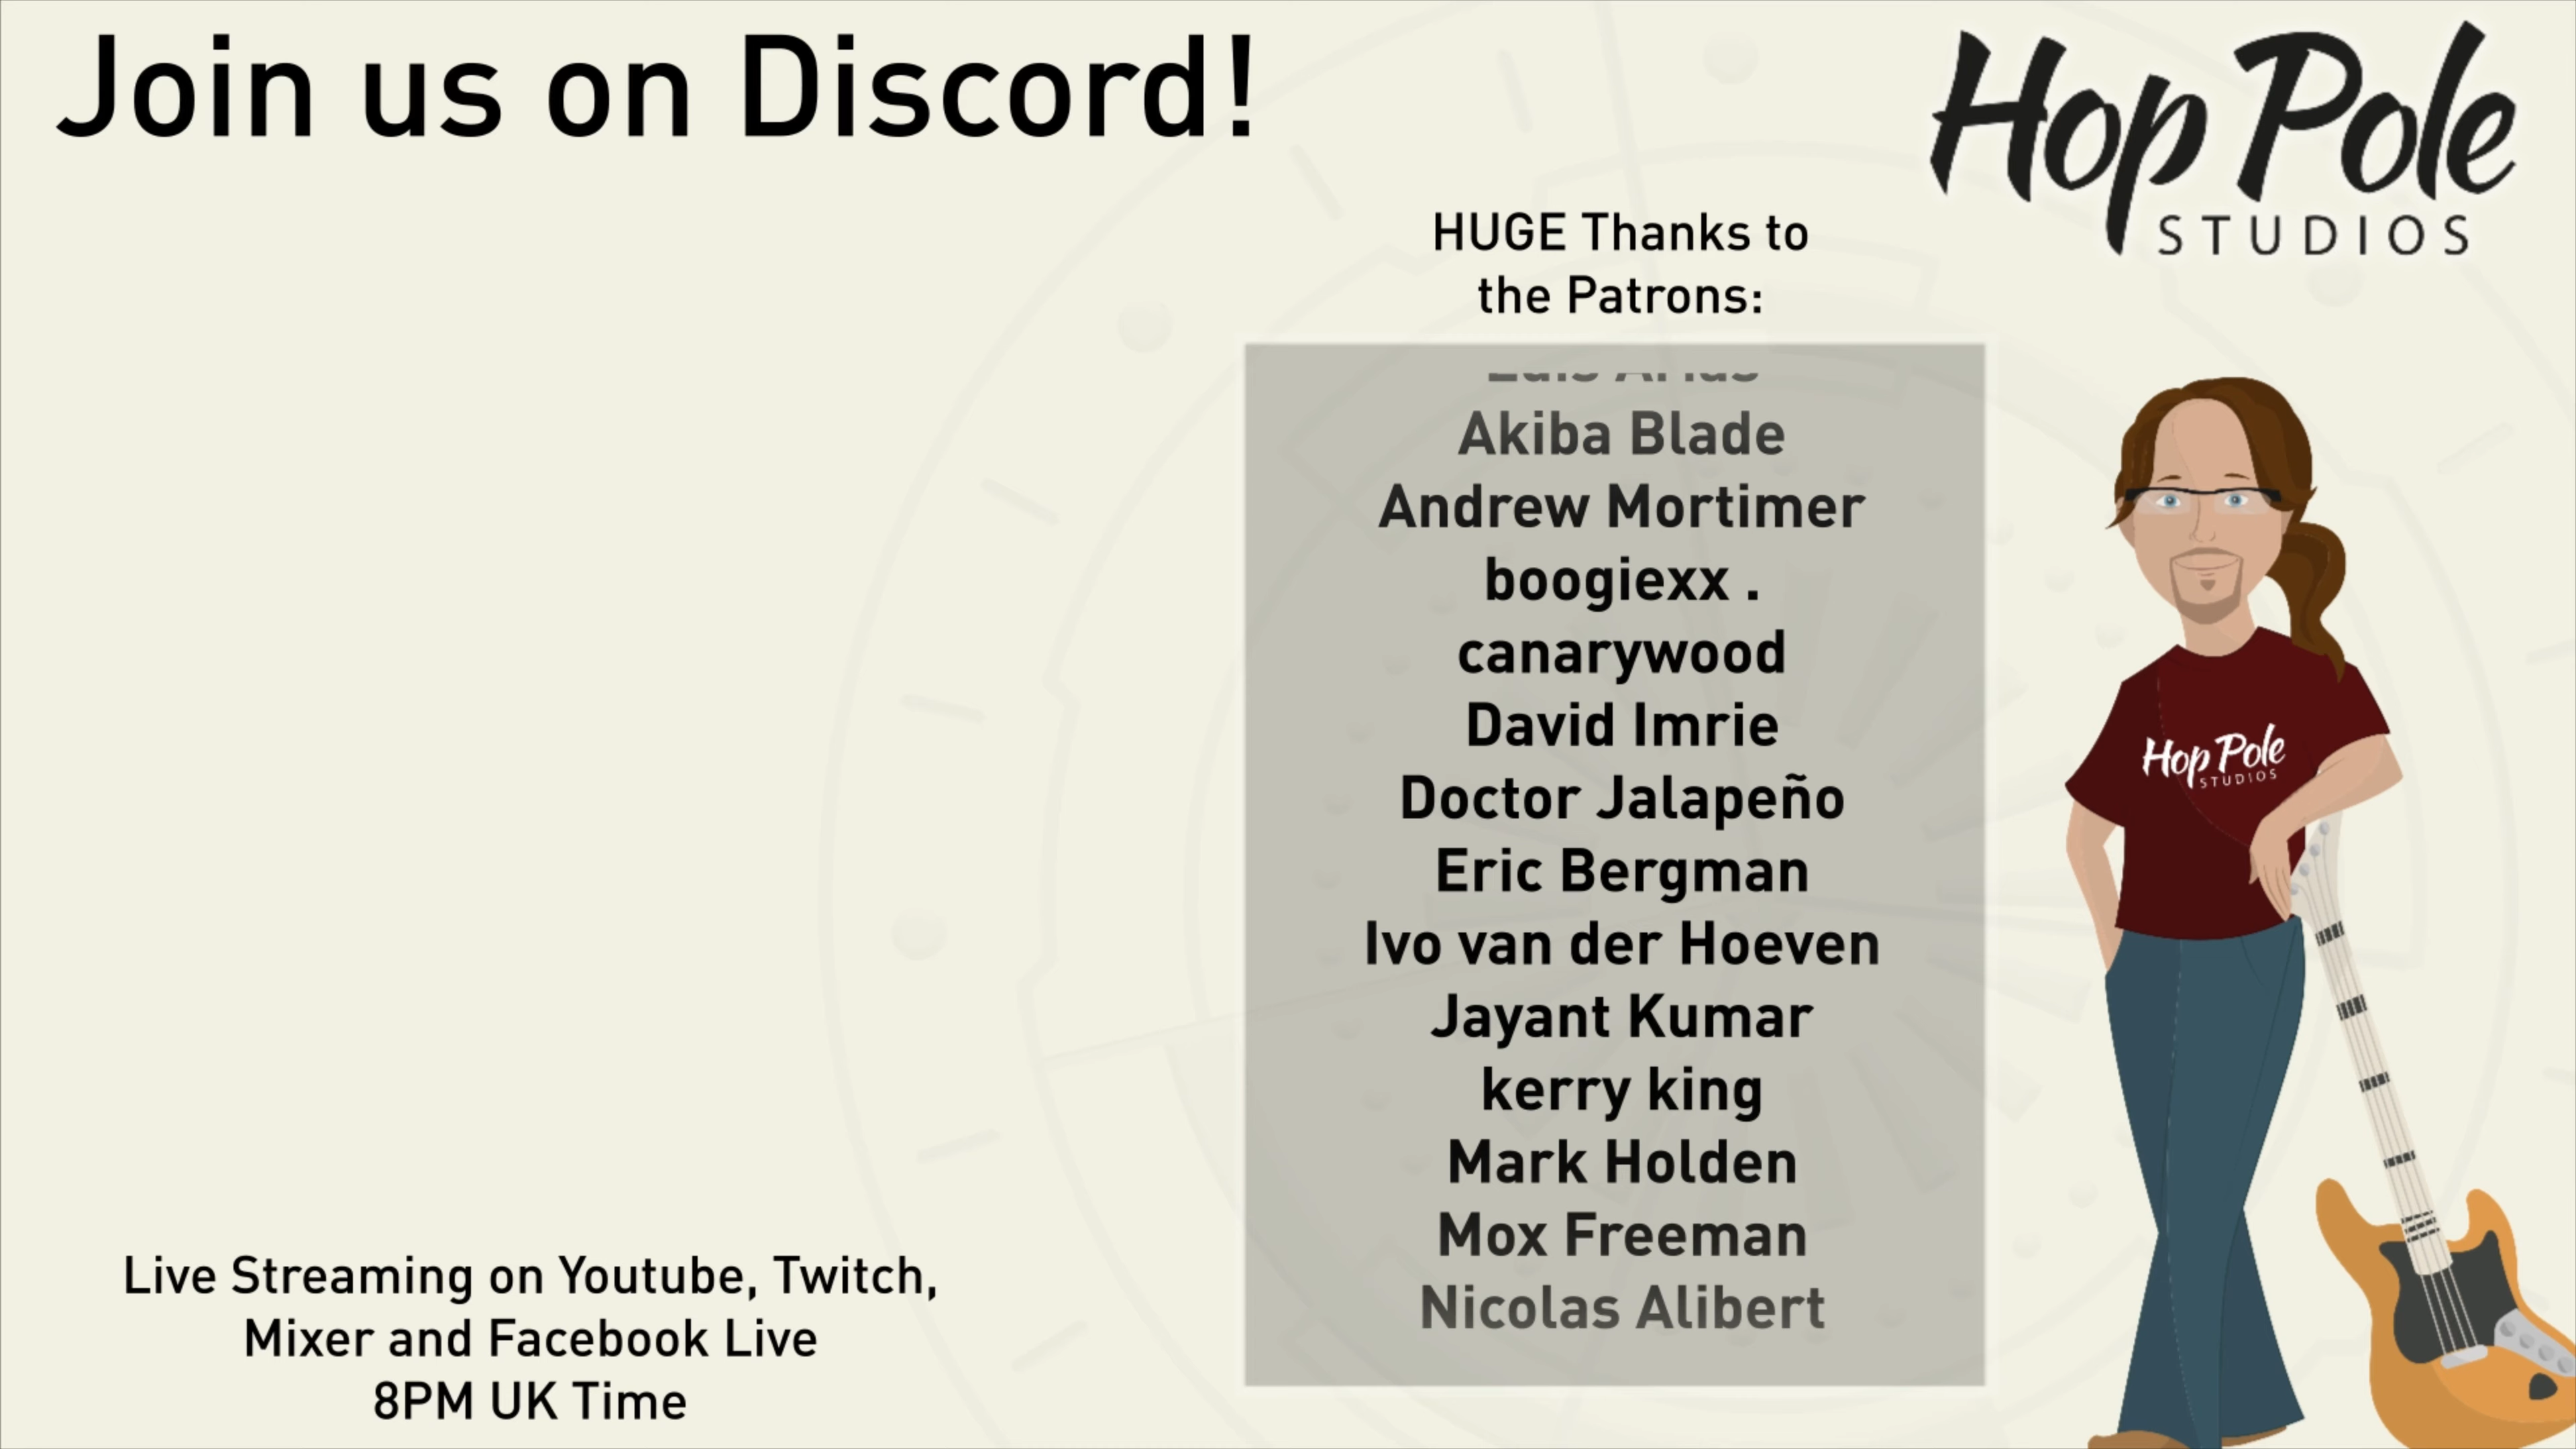 Join us on Discord!
Hop Pole
STUDIOS
HUGE Thanks to
the Patrons:
Akiba Blade
Andrew Mortimer
boogiexx .
canarywood
David Imrie
Doctor Jalapeño
Eric Bergman
Ivo van der Hoeven
Jayant Kumar
kerry king
Mark Holden
Mox Freeman
Nicolas Alibert
Hop Pole
STUDIOS
Live Streaming on Youtube, Twitch,
Mixer and Facebook Live
8PM UK Time